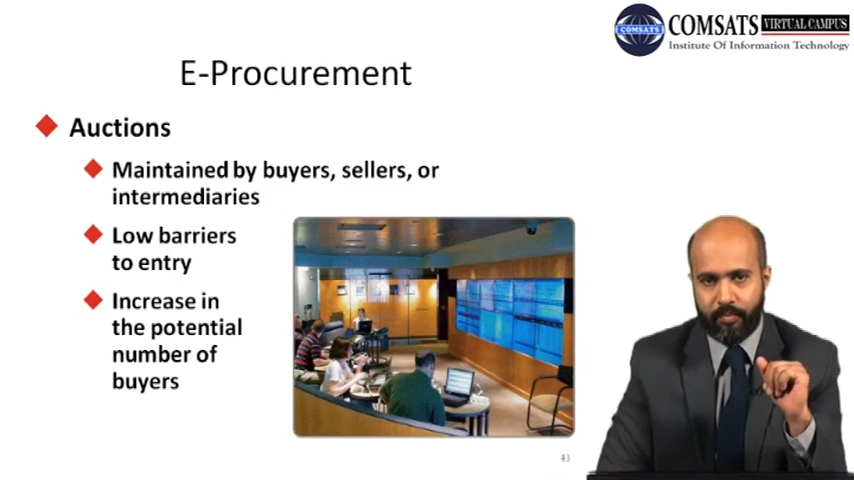 COMSATS VIRTUAL CAMPUS
Institute Of Information Technology
COMSATS
E-Procurement
Auctions
Maintained by buyers, sellers, or
intermediaries
Low barriers
to entry
Increase in
the potential
number of
buyers
43